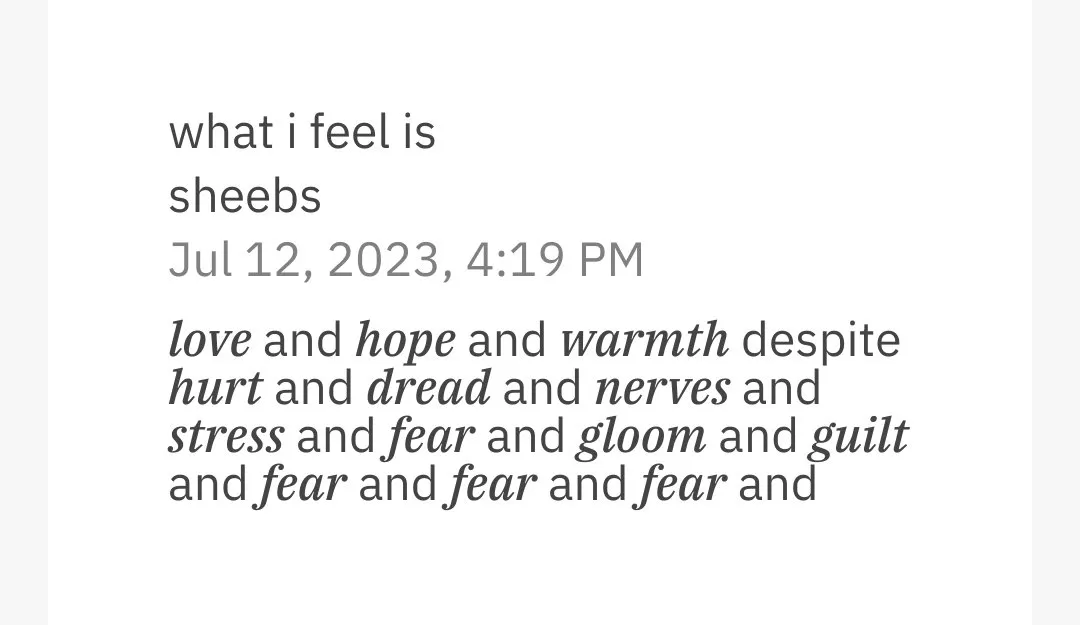 what i feel is
sheebs
Jul 12, 2023, 4:19 PM
love and hope and warmth despite
hurt and dread and nerves and
stress and fear and gloom and guilt
and fear and fear and fear and